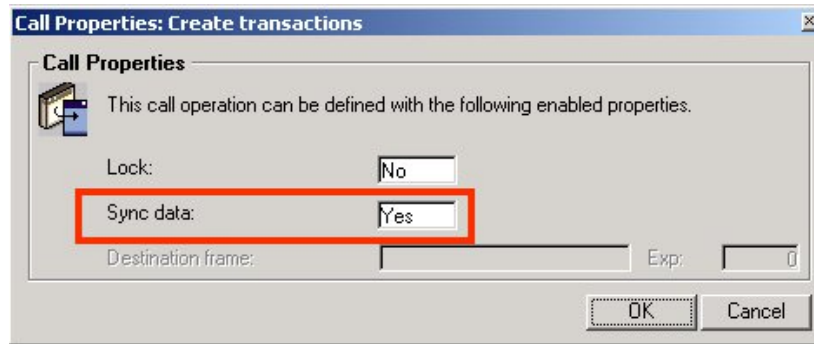 Call Properties: Create transactions
Call Properties
This call operation can be defined with the following enabled properties.
Lock: No
Sync data: Yes
Destination frame: Exp: 0
OK Cancel